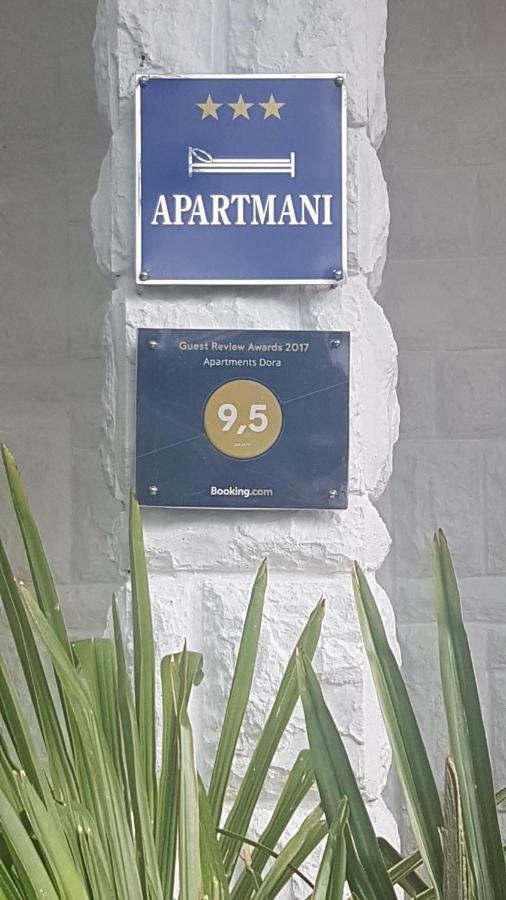 APARTMANI
Guest Review Awards 2017
Apartments Dora
9,5
Booking.com